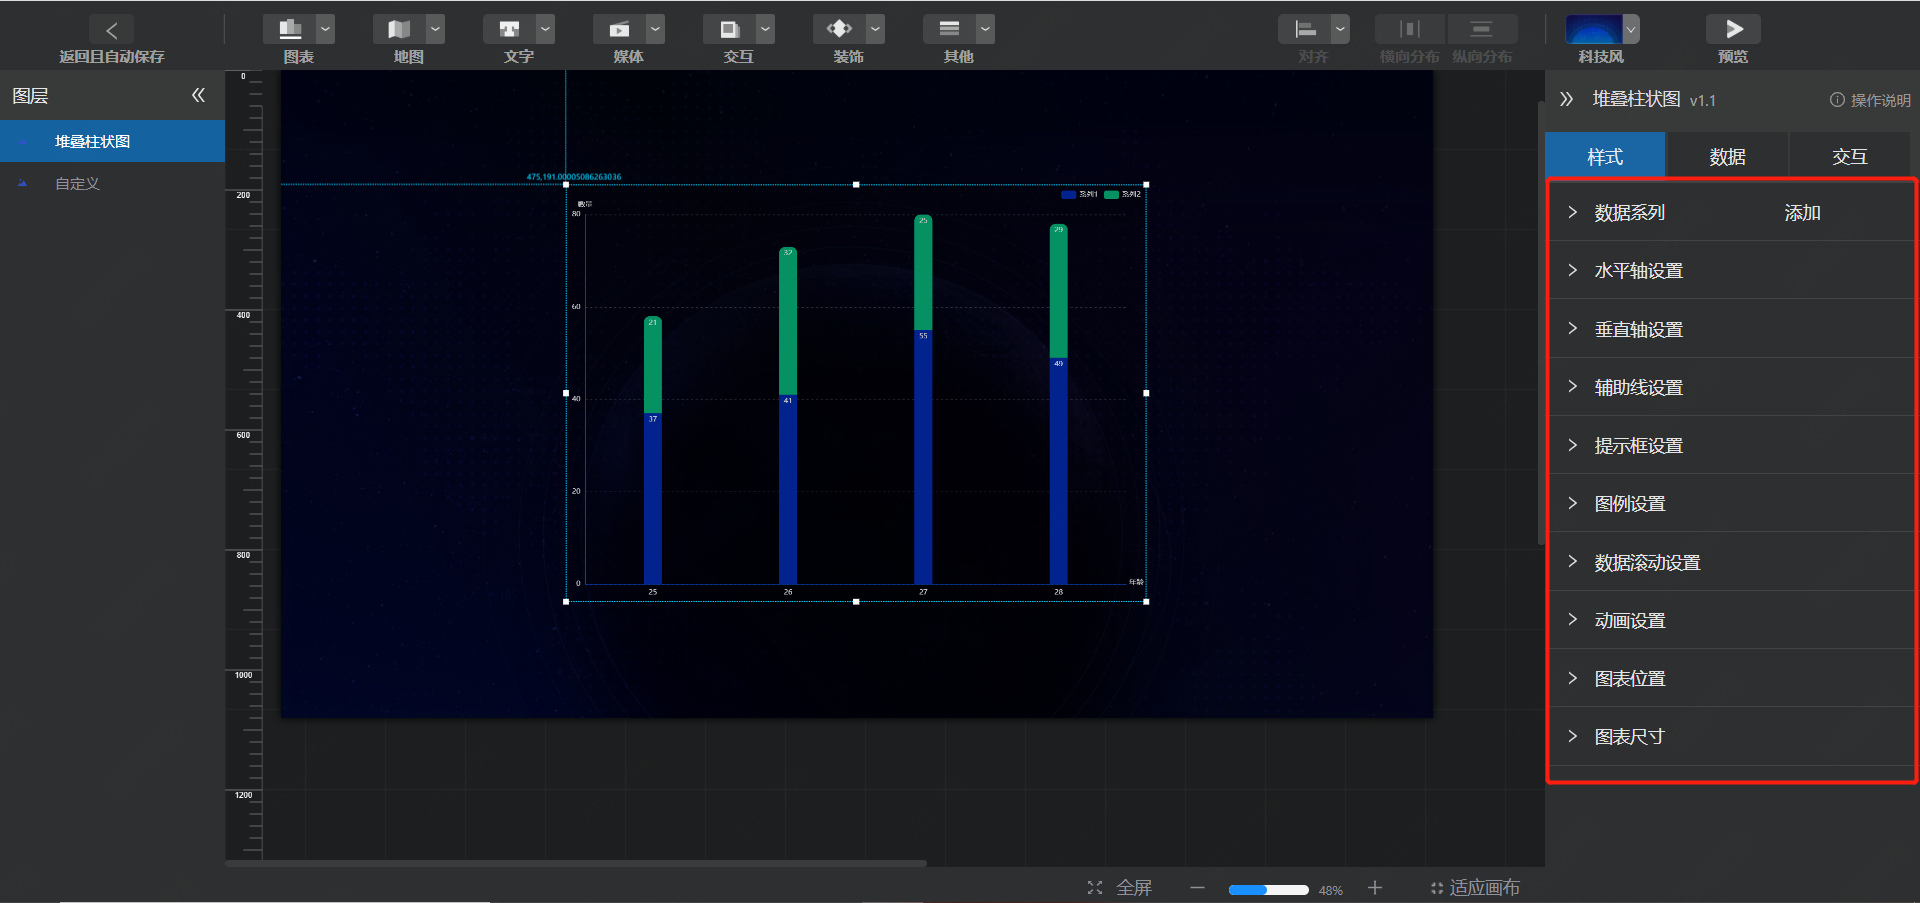 返回且自动保存
图表
地图
文字
媒体
交互
装饰
其他
对齐
横向分布
纵向分布
科技风
预览
图层
堆叠柱状图
自定义
0
200
400
600
800
1000
1200
475,191.00005086263036
系列1
系列2
数量
80
60
40
20
0
21
37
32
41
25
55
29
49
25
26
27
28
年龄
堆叠柱状图 v1.1
操作说明
样式
数据
交互
数据系列
添加
水平轴设置
垂直轴设置
辅助线设置
提示框设置
图例设置
数据滚动设置
动画设置
图表位置
图表尺寸
全屏
48%
适应画布